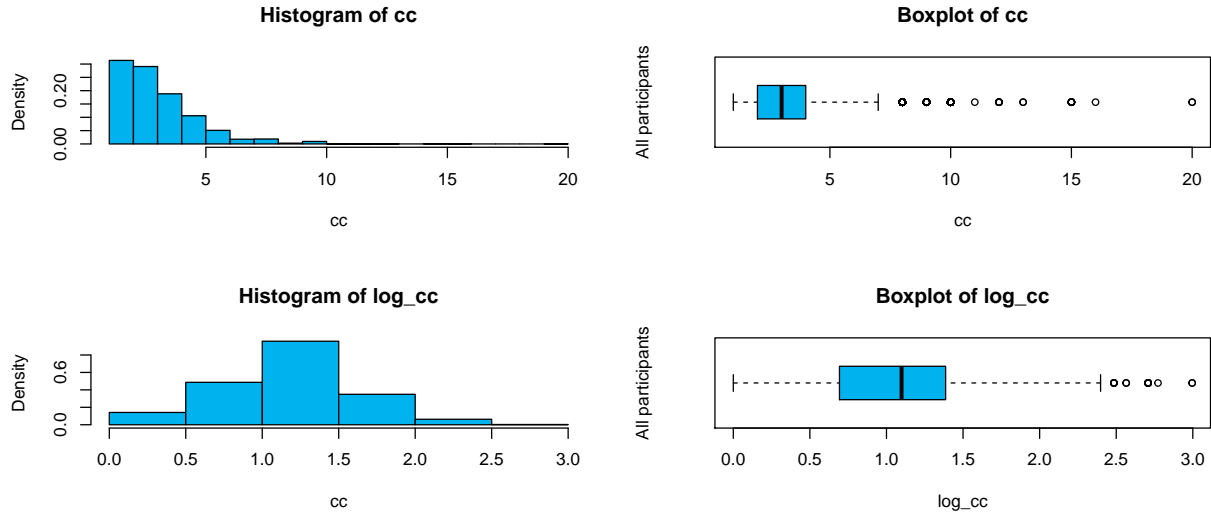 Histogram of cc
Density
0.00 0.20
5 10 15 20
cc
Boxplot of cc
All participants
5 10 15 20
cc
Histogram of log_cc
Density
0.0 0.6
0.0 0.5 1.0 1.5 2.0 2.5 3.0
cc
Boxplot of log_cc
All participants
0.0 0.5 1.0 1.5 2.0 2.5 3.0
log_cc